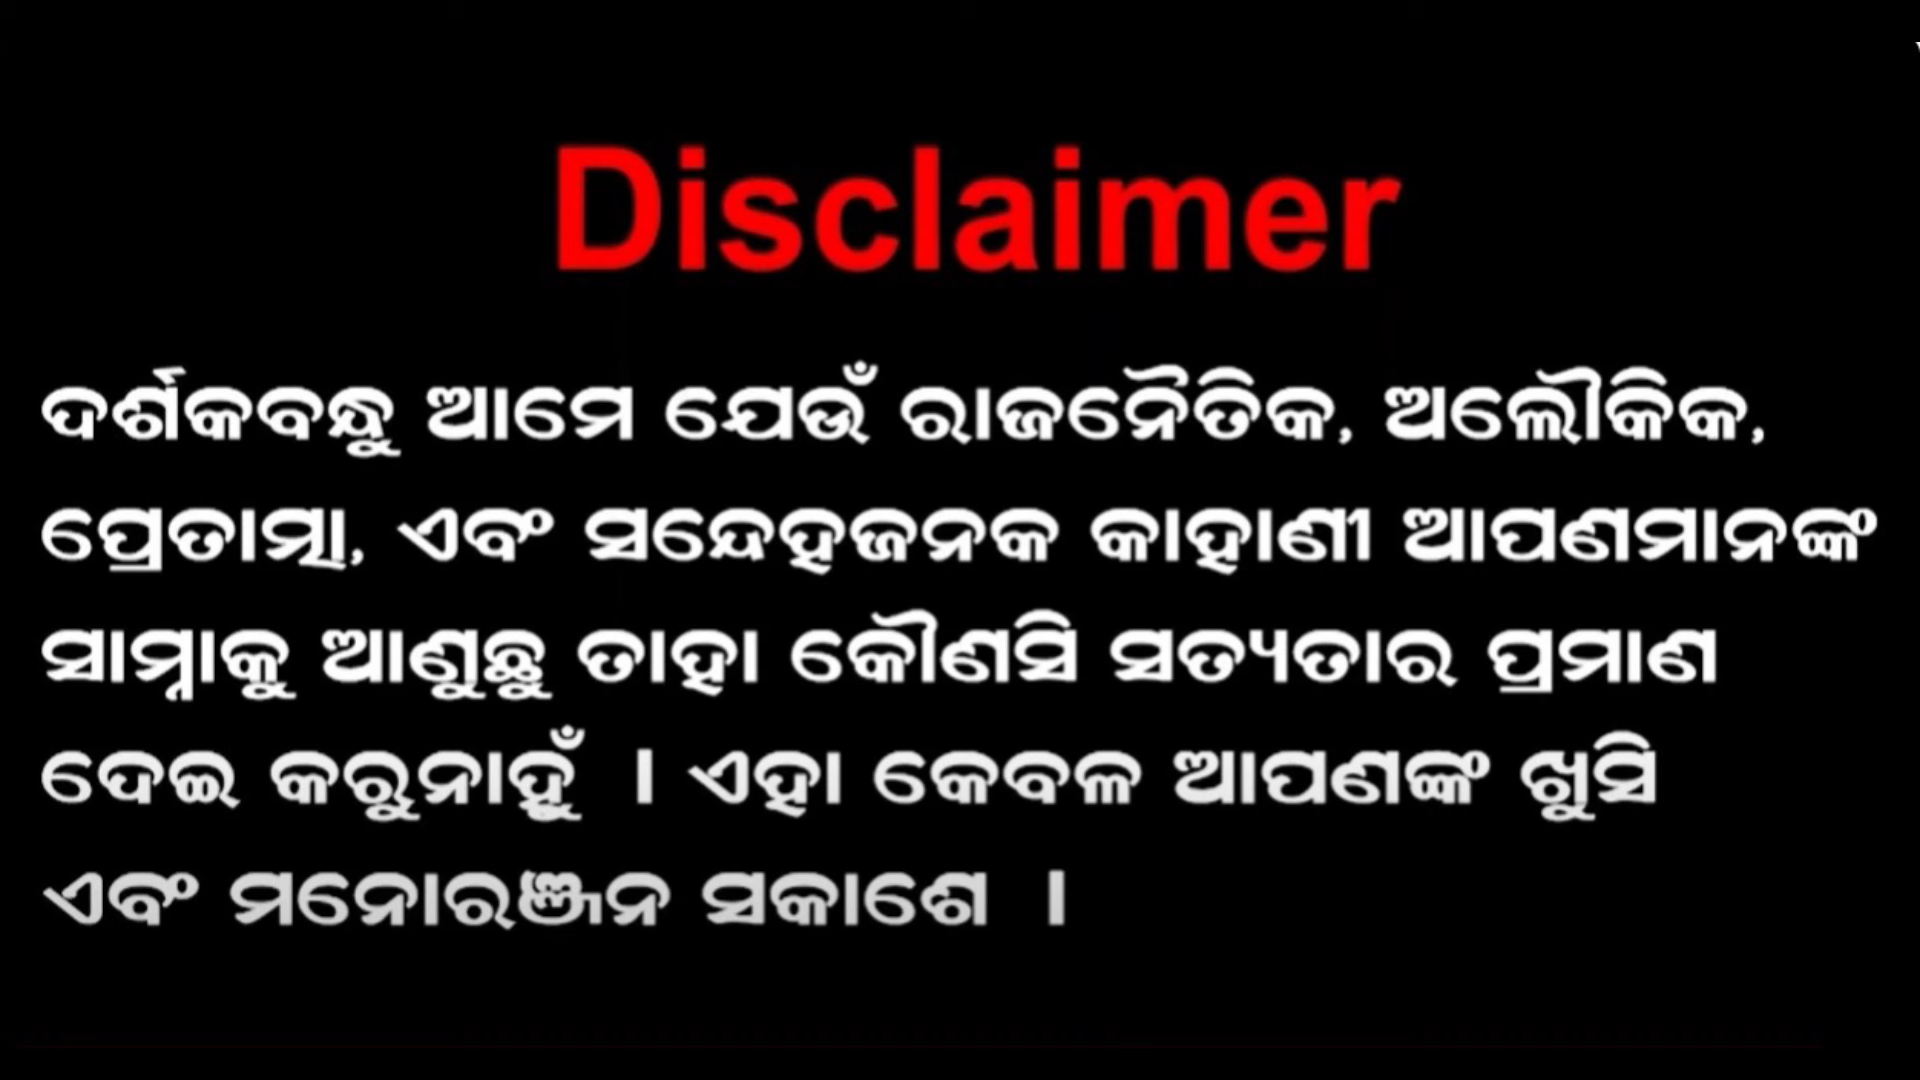 Disclaimer
ଦର୍ଶକବନ୍ଧୁ ଆମେ ଯେଉଁ ରାଜନୈତିକ, ଅଲୌକିକ,
ପ୍ରେତାତ୍ମା, ଏବଂ ସନ୍ଦେହଜନକ କାହାଣୀ ଆପଣମାନଙ୍କ
ସାମ୍ନାକୁ ଆଣୁଛୁ ତାହା କୌଣସି ସତ୍ୟତାର ପ୍ରମାଣ
ଦେଇ କରୁନାହୁଁ । ଏହା କେବଳ ଆପଣଙ୍କ ଖୁସି
ଏବଂ ମନୋରଞ୍ଜନ ସକାଶେ ।